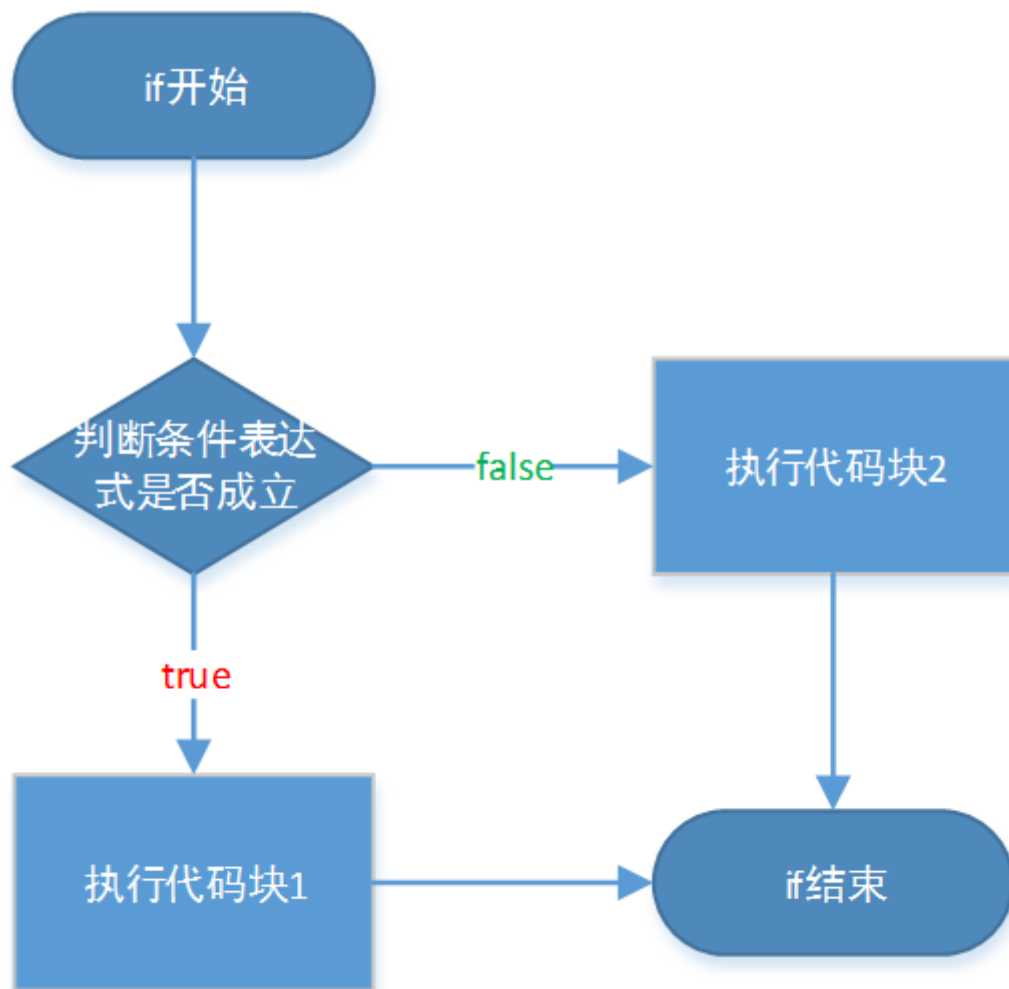 if开始
判断条件表达
式是否成立
false
执行代码块2
true
执行代码块1
if结束